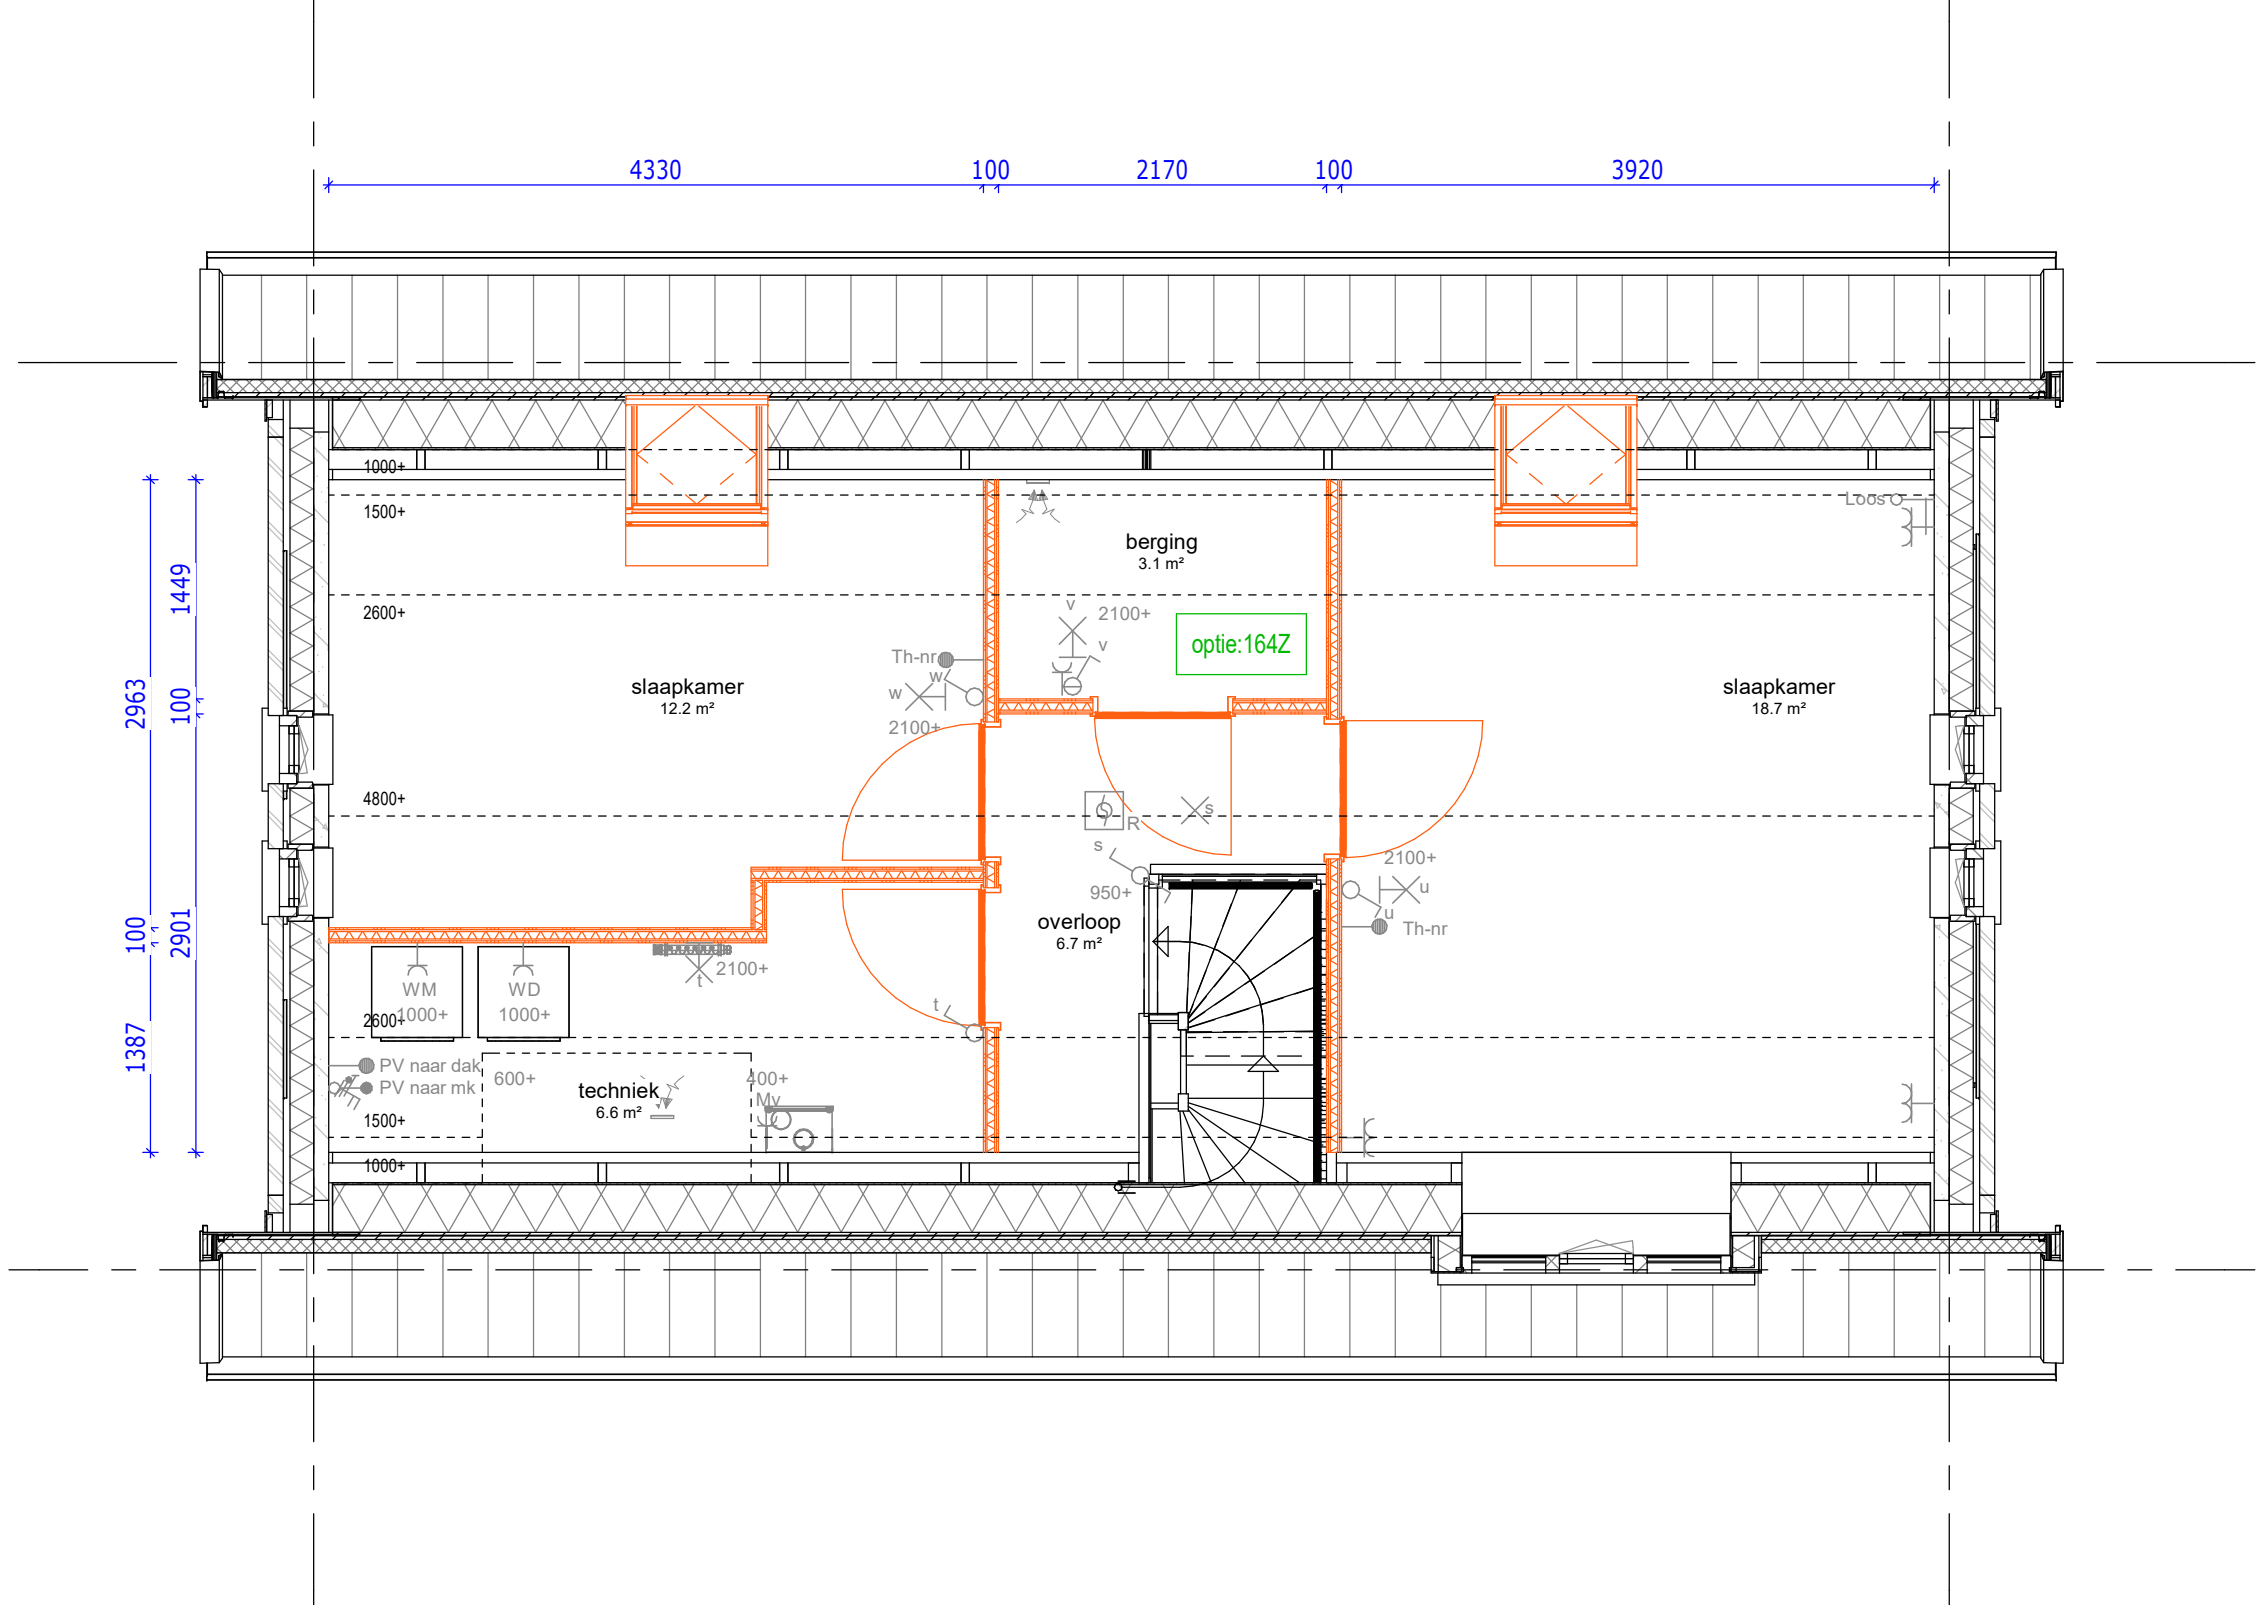 4330
100
2170
100
3920
1000+
1500+
Loos
berging
3.1 m²
2600+
v
2100+
v
optie:164Z
Th-nr
w
w
2100+
slaapkamer
12.2 m²
slaapkamer
18.7 m²
1449
100
2963
4800+
s
R
s
950+
2100+
u
u
Th-nr
overloop
6.7 m²
100
2901
2100+
t
t
WM
1000+
WD
1000+
2600+
1387
PV naar dak
PV naar mk
600+
techniek
6.6 m²
400+
Mv
1500+
1000+